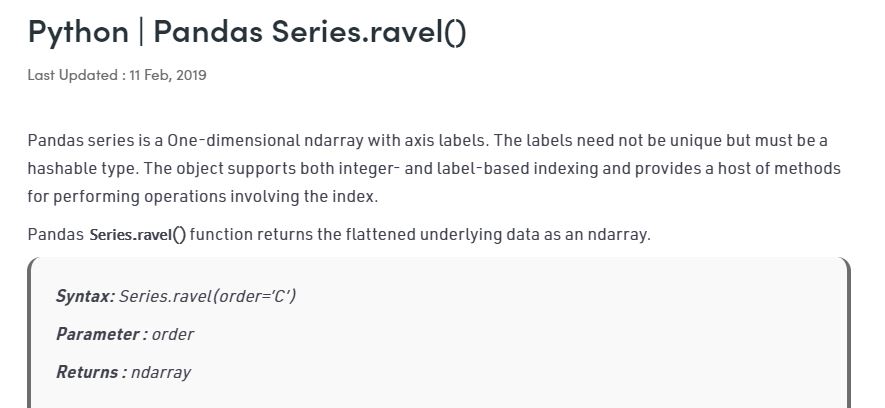 Python | Pandas Series.ravel()
Last Updated : 11 Feb, 2019
Pandas series is a One-dimensional ndarray with axis labels. The labels need not be unique but must be a
hashable type. The object supports both integer- and label-based indexing and provides a host of methods
for performing operations involving the index.
Pandas Series.ravel() function returns the flattened underlying data as an ndarray.
Syntax: Series.ravel(order='C')
Parameter : order
Returns : ndarray